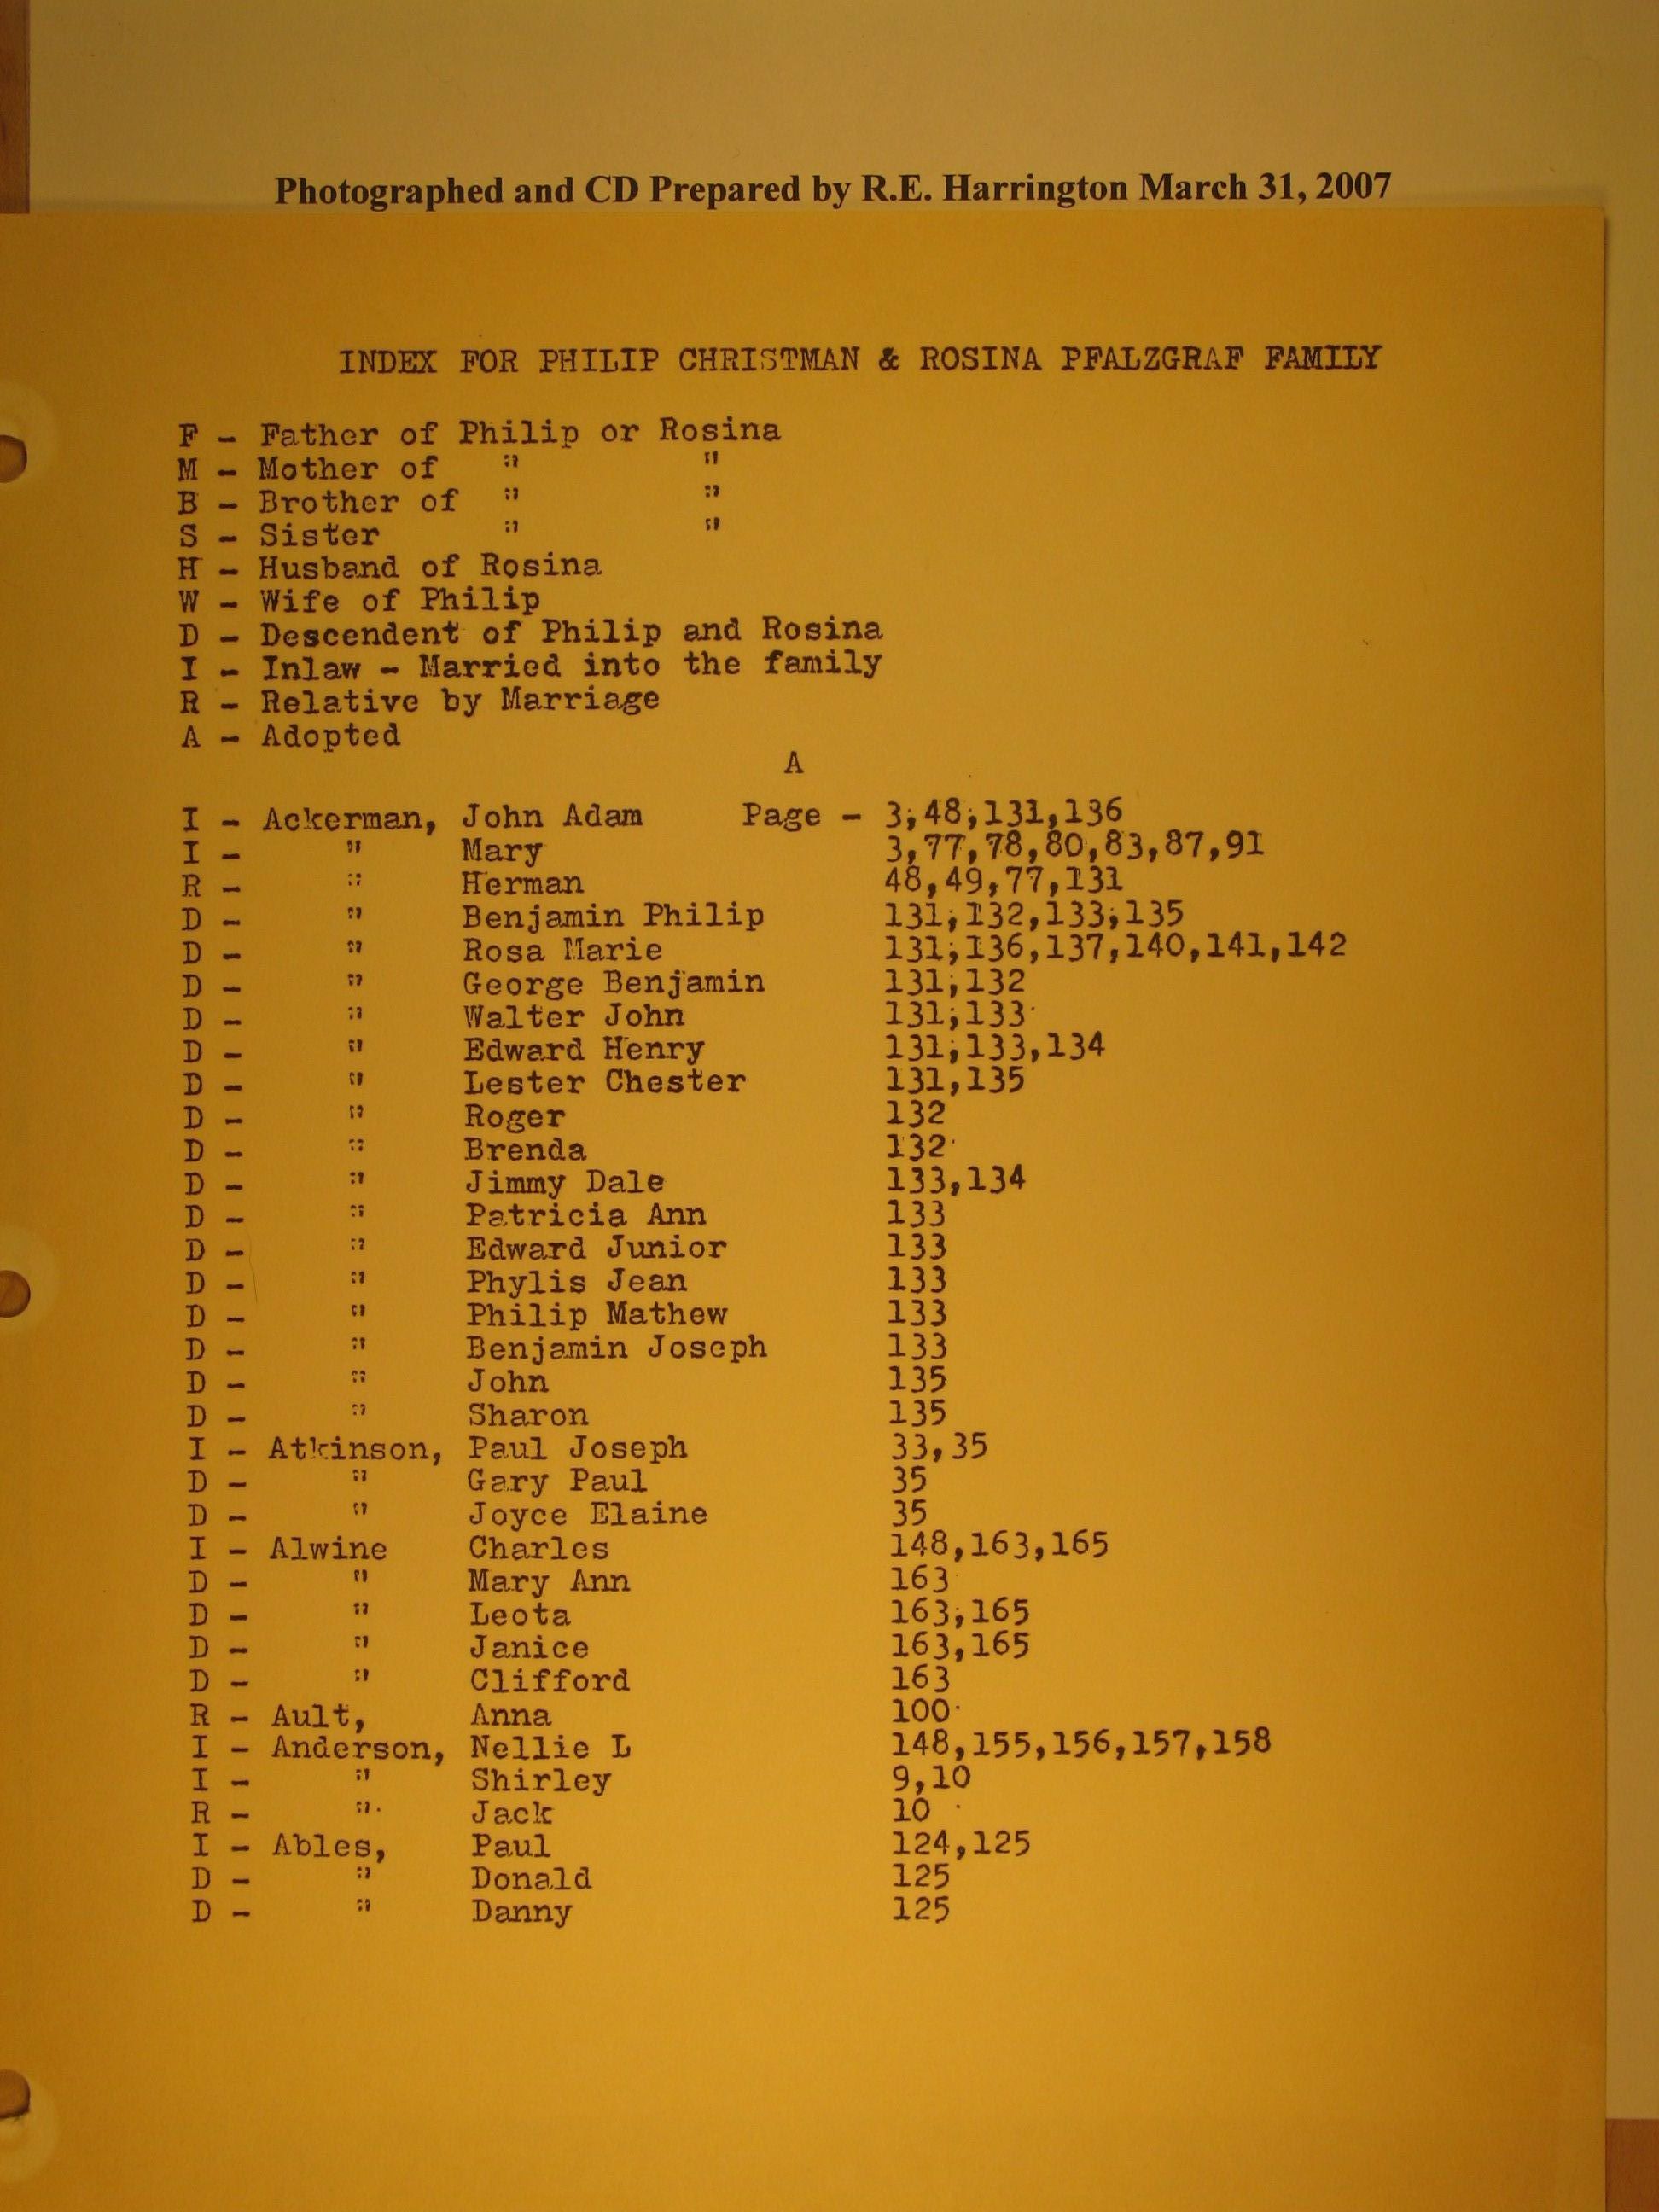 Photographed and CD Prepared by R.E. Harrington March 31, 2007
INDEX FOR PHILIP CHRISTMAN & ROSINA PFALZGRAF FAMILY
F - Father of Philip or Rosina
M - Mother of " "
B - Brother of " "
S - Sister " "
H - Husband of Rosina
W - Wife of Philip
D - Descendent of Philip and Rosina
I - Inlaw - Married into the family
R - Relative by Marriage
A - Adopted
A
I - Ackerman, John Adam Page - 3,48,131,136
I - " Mary 3,77,78,80,83,87,91
R - " Herman 48,49,77,131
D - " Benjamin Philip 131,132,133,135
D - " Rosa Marie 131,136,137,140,141,142
D - " George Benjamin 131,132
D - " Walter John 131,133
D - " Edward Henry 131,133,134
D - " Lester Chester 131,135
D - " Roger 132
D - " Brenda 132
D - " Jimmy Dale 133,134
D - " Patricia Ann 133
D - " Edward Junior 133
D - " Phylis Jean 133
D - " Philip Mathew 133
D - " Benjamin Joseph 133
D - " John 135
D - " Sharon 135
I - Atkinson, Paul Joseph 33,35
D - " Gary Paul 35
D - " Joyce Elaine 35
I - Alwine Charles 148,163,165
D - " Mary Ann 163
D - " Leota 163,165
D - " Janice 163,165
D - " Clifford 163
R - Ault, Anna 100
I - Anderson, Nellie L 148,155,156,157,158
I - " Shirley 9,10
R - " Jack 10
I - Ables, Paul 124,125
D - " Donald 125
D - " Danny 125